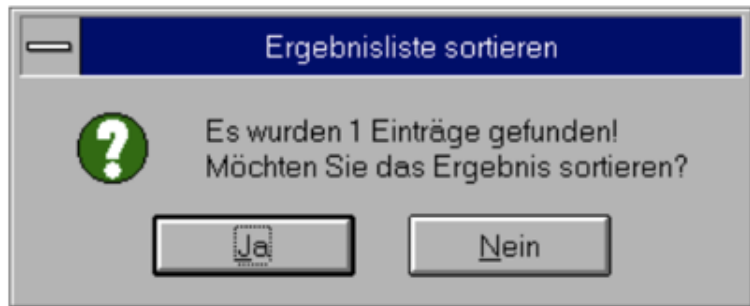 Ergebnisliste sortieren
Es wurden 1 Einträge gefunden!
Möchten Sie das Ergebnis sortieren?
Ja Nein